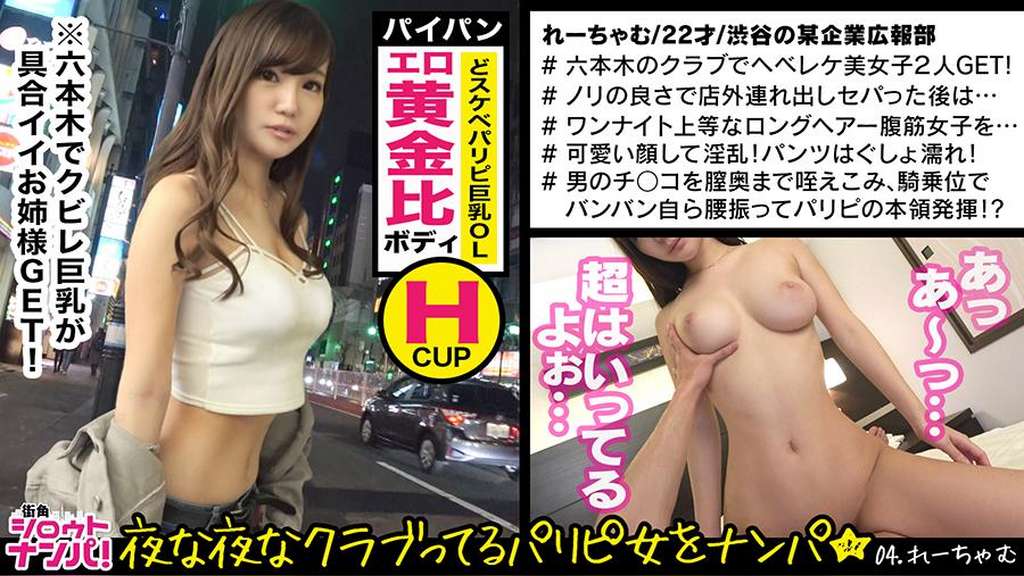 ※六本木でクビレ巨乳が
具合イイお姉様GET!
パイパン
エロ
黄金比
ボディ
どスケベパリピ巨乳OL
H
CUP
れーちゃむ/22才/渋谷の某企業広報部
# 六本木のクラブでヘベレケ美女子2人GET!
# ノリの良さで店外連れ出しセパった後は…
# ワンナイト上等なロングヘアー腹筋女子を…
# 可愛い顔して淫乱!パンツはぐしょ濡れ!
# 男のチ○コを膣奥まで咥えこみ、騎乗位で
バンバン自ら腰振ってパリピの本領発揮!?
あっ
あ〜っ…
超はいってる
よぉ…
街角
シロウト
ナンパ!
夜な夜なクラブってるパリピ女をナンパ☆
04.れーちゃむ